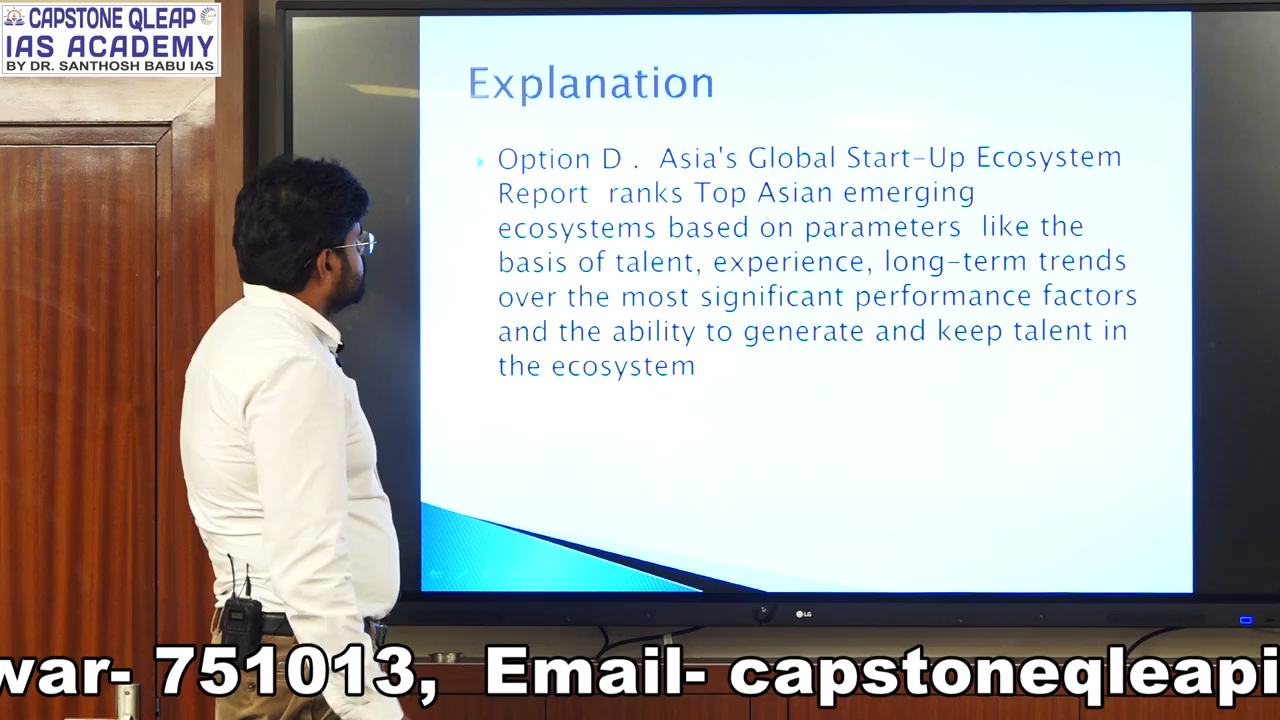 CAPSTONE QLEAP
IAS ACADEMY
BY DR. SANTHOSH BABU IAS
Explanation
Option D . Asia's Global Start-Up Ecosystem
Report ranks Top Asian emerging
ecosystems based on parameters like the
basis of talent, experience, long-term trends
over the most significant performance factors
and the ability to generate and keep talent in
the ecosystem
LG
war- 751013, Email- capstoneqleapi